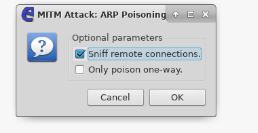 MITM Attack: ARP Poisoning
Optional parameters
Sniff remote connections.
Only poison one-way.
Cancel OK